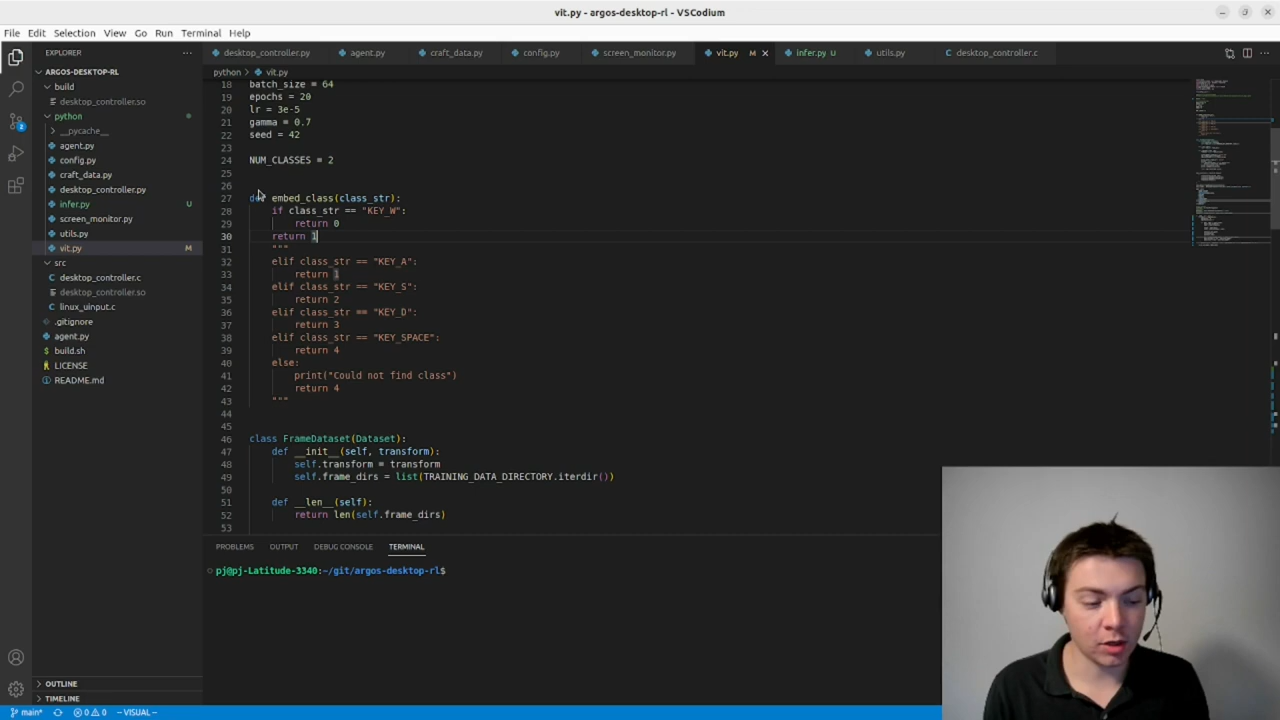 vit.py - argos-desktop-rl - VSCodium
File Edit Selection View Go Run Terminal Help
EXPLORER
desktop_controller.py agent.py craft_data.py config.py screen_monitor.py vit.py M infer.py U utils.py desktop_controller.c
ARGOS-DESKTOP-RL
build
desktop_controller.so
python
__pycache__
agent.py
config.py
craft_data.py
desktop_controller.py
infer.py U
screen_monitor.py
utils.py
vit.py M
src
desktop_controller.c
desktop_controller.so
linux_uinput.c
.gitignore
agent.py
build.sh
LICENSE
README.md
OUTLINE
TIMELINE
python > vit.py
18 batch_size = 64
19 epochs = 20
20 lr = 3e-5
21 gamma = 0.7
22 seed = 42
23
24 NUM_CLASSES = 2
25
26
27 def embed_class(class_str):
28 if class_str == "KEY_W":
29 return 0
30 return 1
31 """
32 elif class_str == "KEY_A":
33 return 1
34 elif class_str == "KEY_S":
35 return 2
36 elif class_str == "KEY_D":
37 return 3
38 elif class_str == "KEY_SPACE":
39 return 4
40 else:
41 print("Could not find class")
42 return 4
43 """
44
45
46 class FrameDataset(Dataset):
47 def __init__(self, transform):
48 self.transform = transform
49 self.frame_dirs = list(TRAINING_DATA_DIRECTORY.iterdir())
50
51 def __len__(self):
52 return len(self.frame_dirs)
53
PROBLEMS OUTPUT DEBUG CONSOLE TERMINAL
pj@pj-Latitude-3340:~/git/argos-desktop-rl$
main* 0 0 -- VISUAL --